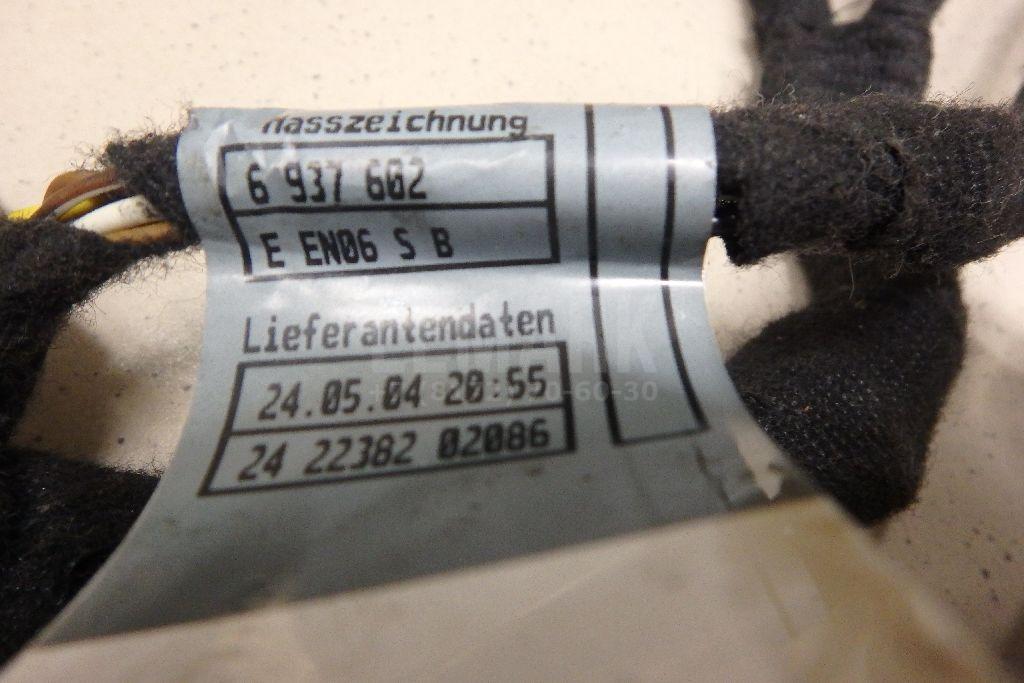 Masszeichnung
6 937 602
E EN06 S B
Lieferantendaten
24.05.04 20:55
24 22382 02086